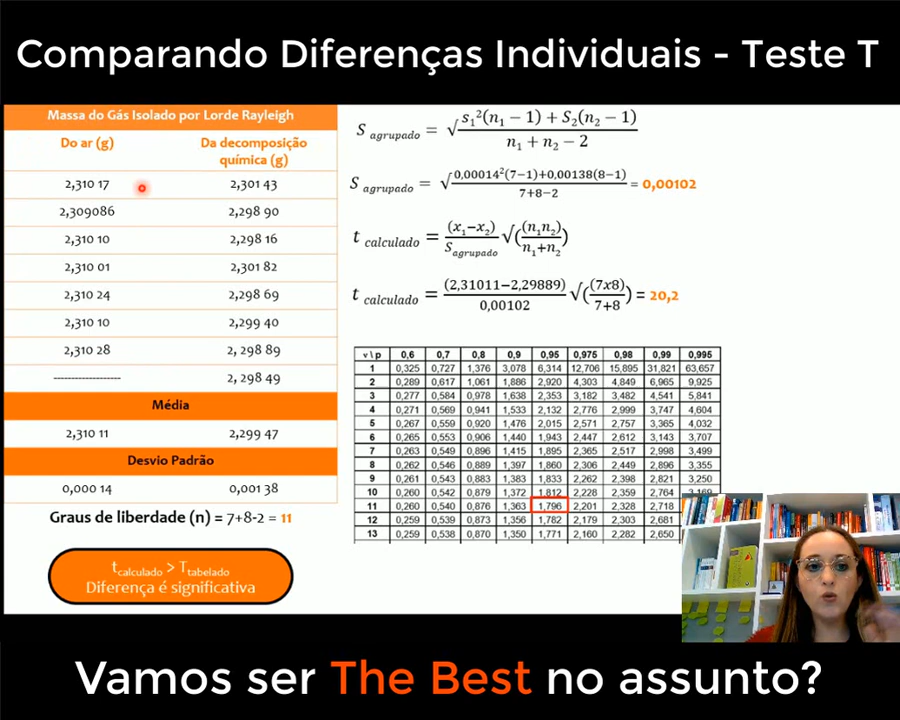 Comparando Diferenças Individuais - Teste T
Massa do Gás Isolado por Lorde Rayleigh
Do ar (g) Da decomposição química (g)
2,310 17 2,301 43
2,309086 2,298 90
2,310 10 2,298 16
2,310 01 2,301 82
2,310 24 2,298 69
2,310 10 2,299 40
2,310 28 2, 298 89
------------------- 2, 298 49
Média
2,310 11 2,299 47
Desvio Padrão
0,000 14 0,001 38
Graus de liberdade (n) = 7+8-2 = 11
t calculado > T tabelado
Diferença é significativa
S agrupado = √ s₁²(n₁ − 1) + S₂(n₂ − 1) / n₁ + n₂ − 2
S agrupado = √ 0,00014²(7−1)+0,00138(8−1) / 7+8−2 = 0,00102
t calculado = (x₁−x₂) / S agrupado √((n₁n₂) / n₁+n₂)
t calculado = (2,31011−2,29889) / 0,00102 √((7x8) / 7+8) = 20,2
v \ p 0,6 0,7 0,8 0,9 0,95 0,975 0,98 0,99 0,995
1 0,325 0,727 1,376 3,078 6,314 12,706 15,895 31,821 63,657
2 0,289 0,617 1,061 1,886 2,920 4,303 4,849 6,965 9,925
3 0,277 0,584 0,978 1,638 2,353 3,182 3,482 4,541 5,841
4 0,271 0,569 0,941 1,533 2,132 2,776 2,999 3,747 4,604
5 0,267 0,559 0,920 1,476 2,015 2,571 2,757 3,365 4,032
6 0,265 0,553 0,906 1,440 1,943 2,447 2,612 3,143 3,707
7 0,263 0,549 0,896 1,415 1,895 2,365 2,517 2,998 3,499
8 0,262 0,546 0,889 1,397 1,860 2,306 2,449 2,896 3,355
9 0,261 0,543 0,883 1,383 1,833 2,262 2,398 2,821 3,250
10 0,260 0,542 0,879 1,372 1,812 2,228 2,359 2,764 3,169
11 0,260 0,540 0,876 1,363 1,796 2,201 2,328 2,718
12 0,259 0,539 0,873 1,356 1,782 2,179 2,303 2,681
13 0,259 0,538 0,870 1,350 1,771 2,160 2,282 2,650
Vamos ser The Best no assunto?